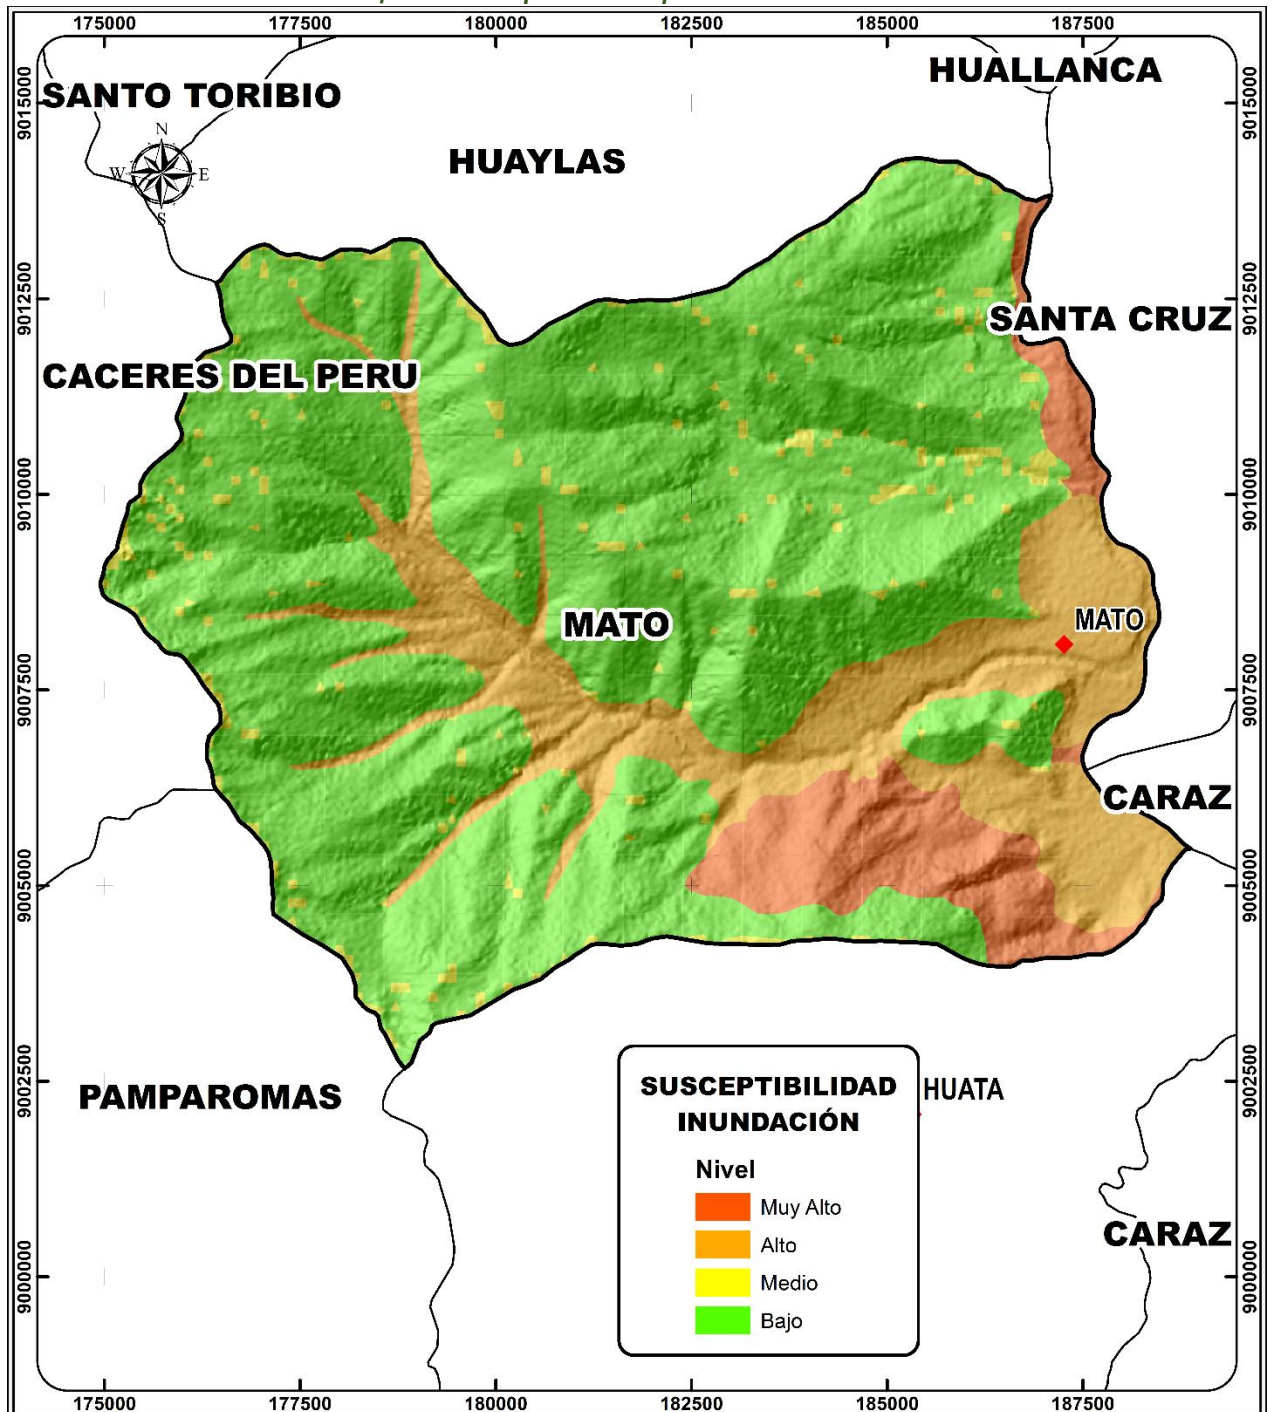 175000 177500 180000 182500 185000 187500
9015000 9015000
HUALLANCA
SANTO TORIBIO
N
W E
S
HUAYLAS
9012500 9012500
SANTA CRUZ
CACERES DEL PERU
9010000 9010000
MATO
MATO
9007500 9007500
CARAZ
9005000 9005000
9002500 9002500
PAMPAROMAS
HUATA
SUSCEPTIBILIDAD
INUNDACIÓN
Nivel
Muy Alto
Alto
Medio
Bajo
CARAZ
9000000 9000000
175000 177500 180000 182500 185000 187500